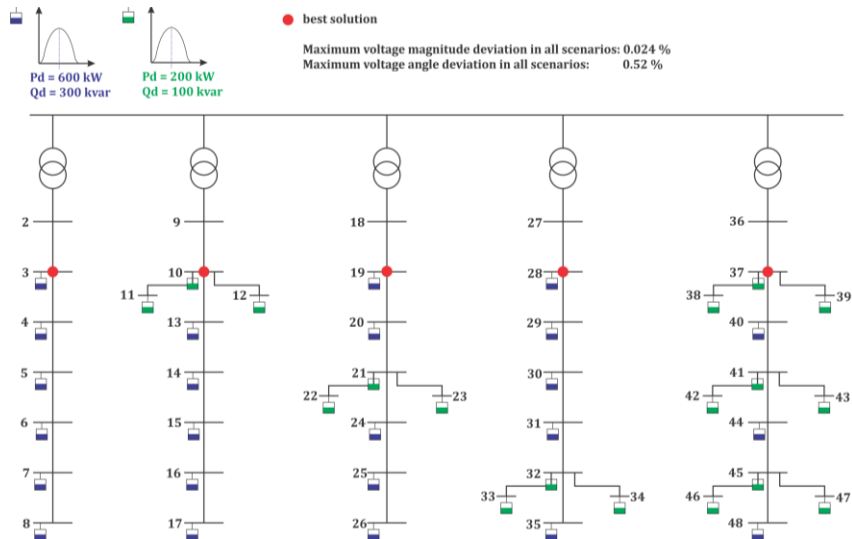 best solution
Maximum voltage magnitude deviation in all scenarios: 0.024 %
Maximum voltage angle deviation in all scenarios: 0.52 %
Pd = 600 kW
Qd = 300 kvar
Pd = 200 kW
Qd = 100 kvar
2 9 18 27 36
3 10 19 28 37
11 12 38 39
4 13 20 29 40
5 14 21 30 41
22 23 42 43
6 15 24 31 44
7 16 25 32 45
33 34 46 47
8 17 26 35 48